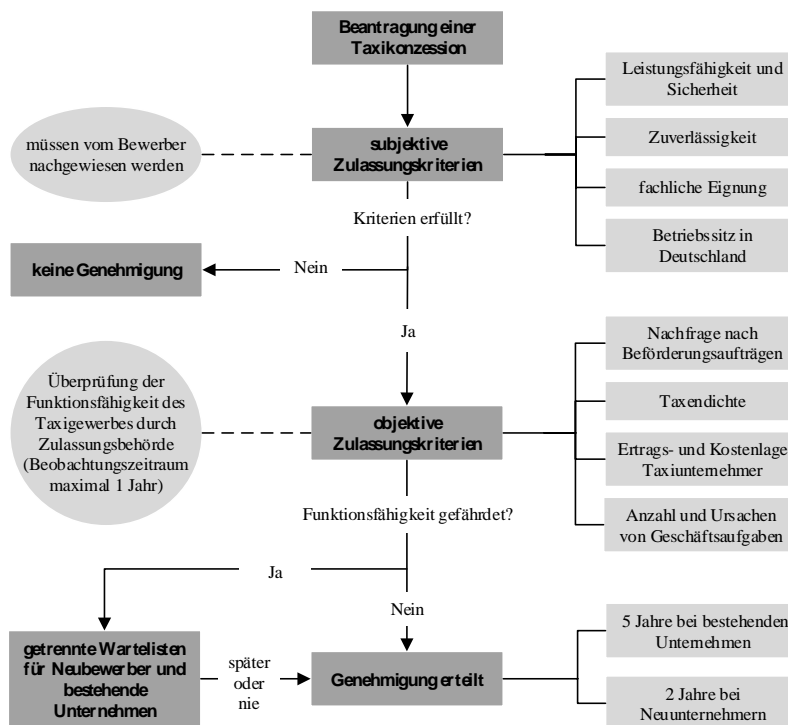 Beantragung einer
Taxikonzession
Leistungsfähigkeit und
Sicherheit
müssen vom Bewerber
nachgewiesen werden
subjektive
Zulassungskriterien
Zuverlässigkeit
fachliche Eignung
Kriterien erfüllt?
Betriebssitz in
Deutschland
keine Genehmigung
Nein
Ja
Nachfrage nach
Beförderungsaufträgen
Überprüfung der
Funktionsfähigkeit des
Taxigewerbes durch
Zulassungsbehörde
(Beobachtungszeitraum
maximal 1 Jahr)
objektive
Zulassungskriterien
Taxendichte
Ertrags- und Kostenlage
Taxiunternehmer
Anzahl und Ursachen
von Geschäftsaufgaben
Funktionsfähigkeit gefährdet?
Ja
Nein
getrennte Wartelisten
für Neubewerber und
bestehende
Unternehmen
später
oder
nie
Genehmigung erteilt
5 Jahre bei bestehenden
Unternehmen
2 Jahre bei
Neuunternehmern